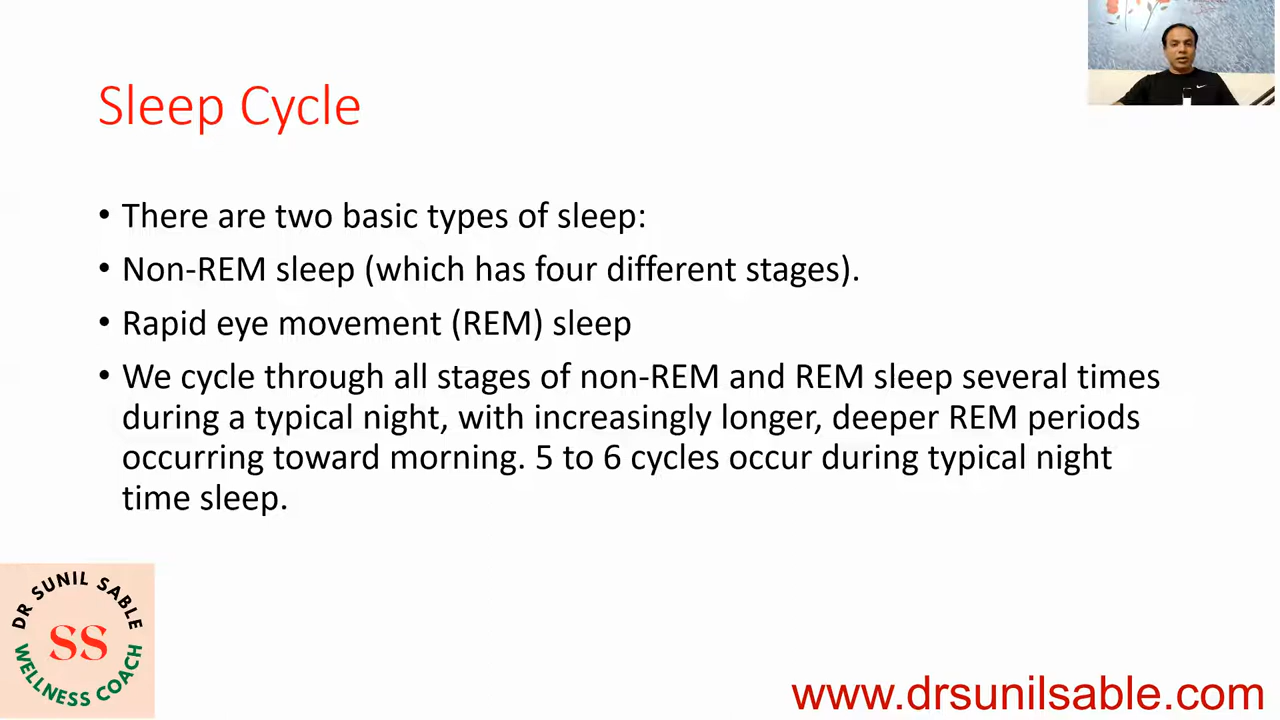 Sleep Cycle
• There are two basic types of sleep:
• Non-REM sleep (which has four different stages).
• Rapid eye movement (REM) sleep
• We cycle through all stages of non-REM and REM sleep several times
during a typical night, with increasingly longer, deeper REM periods
occurring toward morning. 5 to 6 cycles occur during typical night
time sleep.
DR SUNIL SABLE
SS
WELLNESS COACH
www.drsunilsable.com